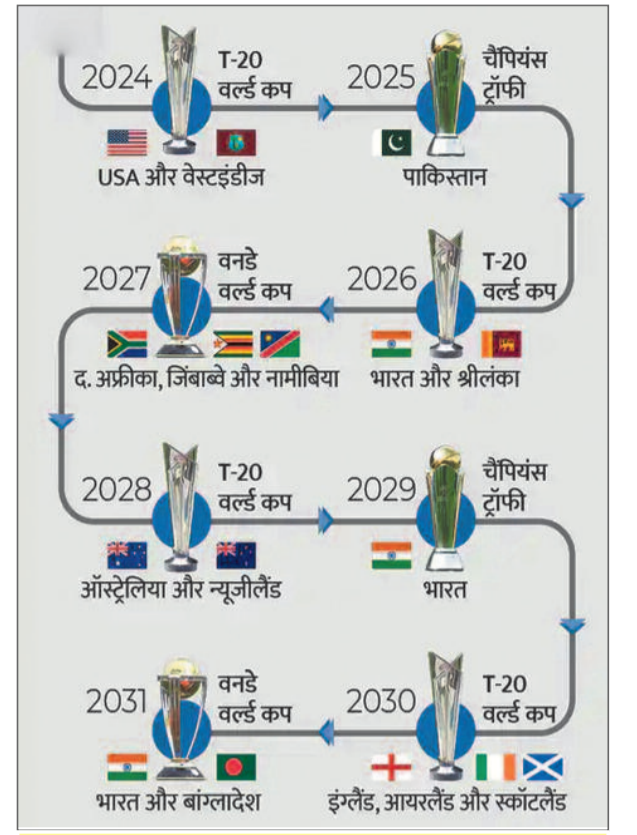 2024
T-20
वर्ल्ड कप
USA और वेस्टइंडीज
2025
चैंपियंस
ट्रॉफी
पाकिस्तान
2026
T-20
वर्ल्ड कप
भारत और श्रीलंका
2027
वनडे
वर्ल्ड कप
द. अफ्रीका, जिंबाब्वे और नामीबिया
2028
T-20
वर्ल्ड कप
ऑस्ट्रेलिया और न्यूजीलैंड
2029
चैंपियंस
ट्रॉफी
भारत
2030
T-20
वर्ल्ड कप
इंग्लैंड, आयरलैंड और स्कॉटलैंड
2031
वनडे
वर्ल्ड कप
भारत और बांग्लादेश